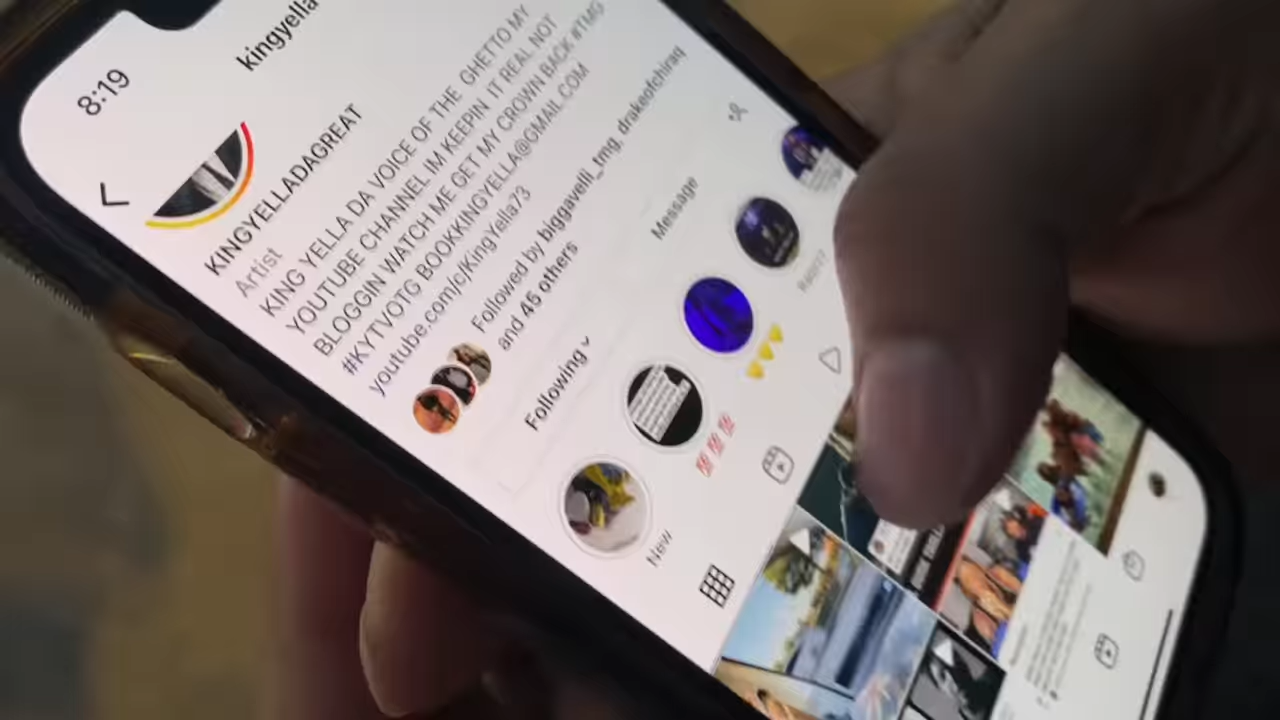 8:19
kingyella
KINGYELLADAGREAT
Artist
KING YELLA DA VOICE OF THE GHETTO MY
YOUTUBE CHANNEL IM KEEPIN IT REAL NOT
BLOGGIN WATCH ME GET MY CROWN BACK #TMG
#KYTVOTG BOOKKINGYELLA@GMAIL.COM
youtube.com/c/KingYella73
Followed by biggavelli_tmg, drakeofchiraq
and 45 others
Following
Message
New
💯 💯 💯